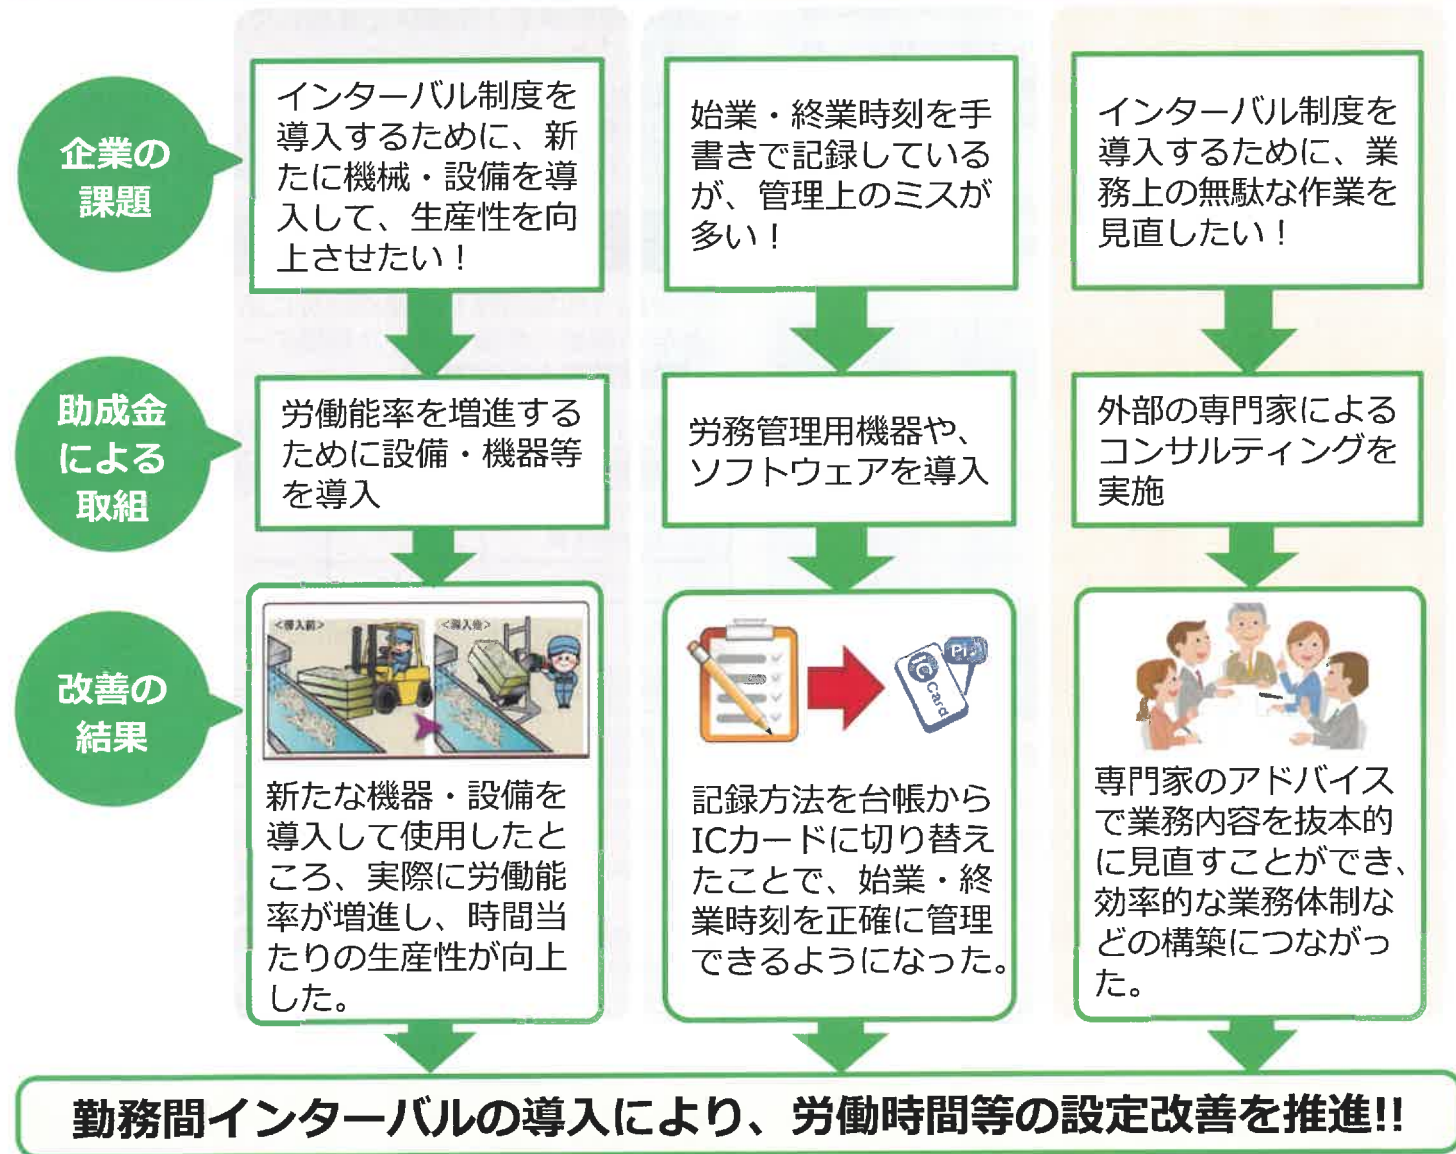 企業の
課題
インターバル制度を
導入するために、新
たに機械・設備を導
入して、生産性を向
上させたい！
始業・終業時刻を手
書きで記録している
が、管理上のミスが
多い！
インターバル制度を
導入するために、業
務上の無駄な作業を
見直したい！
助成金
による
取組
労働能率を増進する
ために設備・機器等
を導入
労務管理用機器や、
ソフトウェアを導入
外部の専門家による
コンサルティングを
実施
改善の
結果
<導入前>
<導入後>
新たな機器・設備を
導入して使用したと
ころ、実際に労働能
率が増進し、時間当
たりの生産性が向上
した。
Pi♪
IC
Card
記録方法を台帳から
ICカードに切り替え
たことで、始業・終
業時刻を正確に管理
できるようになった。
専門家のアドバイス
で業務内容を抜本的
に見直すことができ、
効率的な業務体制な
どの構築につながっ
た。
勤務間インターバルの導入により、労働時間等の設定改善を推進!!